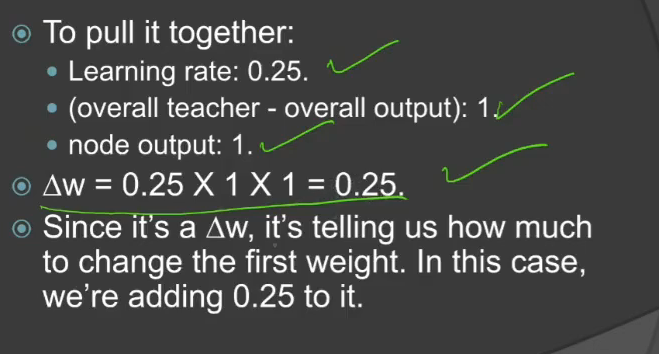 To pull it together:
Learning rate: 0.25.
(overall teacher - overall output): 1.
node output: 1.
Δw = 0.25 X 1 X 1 = 0.25.
Since it's a Δw, it's telling us how much
to change the first weight. In this case,
we're adding 0.25 to it.